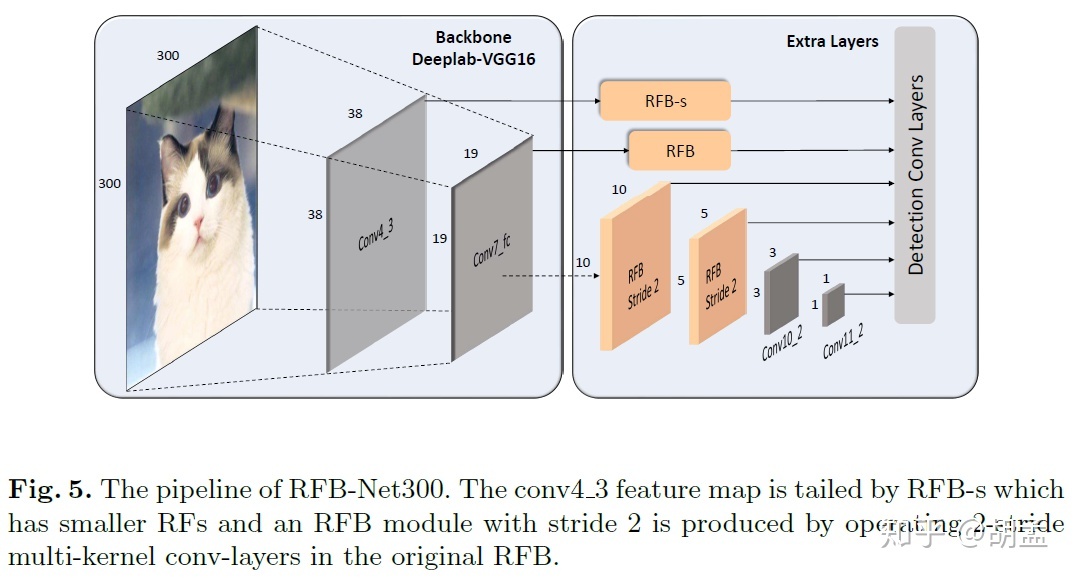 Backbone
Deeplab-VGG16
300
300
38
38
Conv4_3
19
19
Conv7_fc
Extra Layers
RFB-s
RFB
10
10
RFB
Stride 2
5
5
RFB
Stride 2
3
3
Conv10_2
1
1
Conv11_2
Detection Conv Layers
Fig. 5. The pipeline of RFB-Net300. The conv4_3 feature map is tailed by RFB-s which
has smaller RFs and an RFB module with stride 2 is produced by operating 2-stride
multi-kernel conv-layers in the original RFB.
知乎 @胡孟